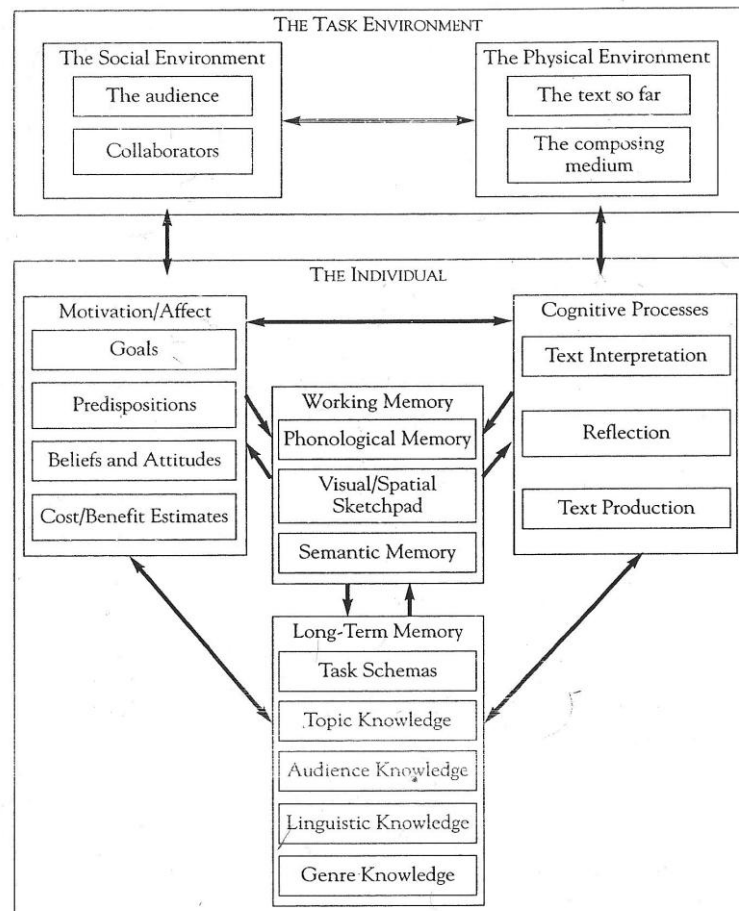 THE TASK ENVIRONMENT
The Social Environment
The audience
Collaborators
The Physical Environment
The text so far
The composing
medium
THE INDIVIDUAL
Motivation/Affect
Goals
Predispositions
Beliefs and Attitudes
Cost/Benefit Estimates
Working Memory
Phonological Memory
Visual/Spatial
Sketchpad
Semantic Memory
Cognitive Processes
Text Interpretation
Reflection
Text Production
Long-Term Memory
Task Schemas
Topic Knowledge
Audience Knowledge
Linguistic Knowledge
Genre Knowledge